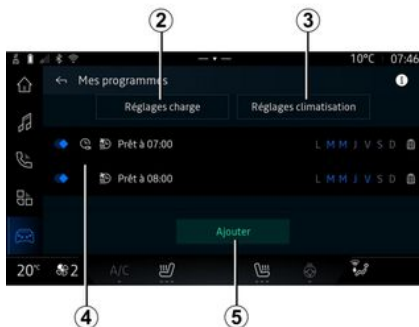 2
3
10°C 07:46
Mes programmes
Réglages charge Réglages climatisation
Prêt à 07:00 L M M J V S D
Prêt à 08:00 L M M J V S D
Ajouter
20° 2 A/C
4
5